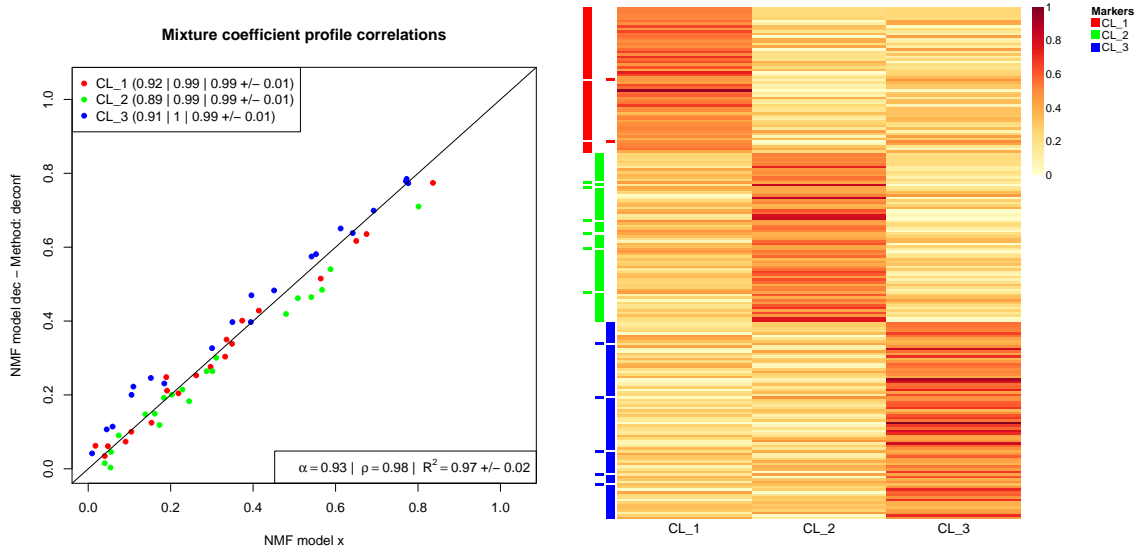 Mixture coefficient profile correlations
CL_1 (0.92 | 0.99 | 0.99 +/− 0.01)
CL_2 (0.89 | 0.99 | 0.99 +/− 0.01)
CL_3 (0.91 | 1 | 0.99 +/− 0.01)
1.0
0.8
0.6
0.4
0.2
0.0
NMF model dec − Method: deconf
α = 0.93 | ρ = 0.98 | R² = 0.97 +/− 0.02
0.0 0.2 0.4 0.6 0.8 1.0
NMF model x
CL_1 CL_2 CL_3
1
0.8
0.6
0.4
0.2
0
Markers
CL_1
CL_2
CL_3